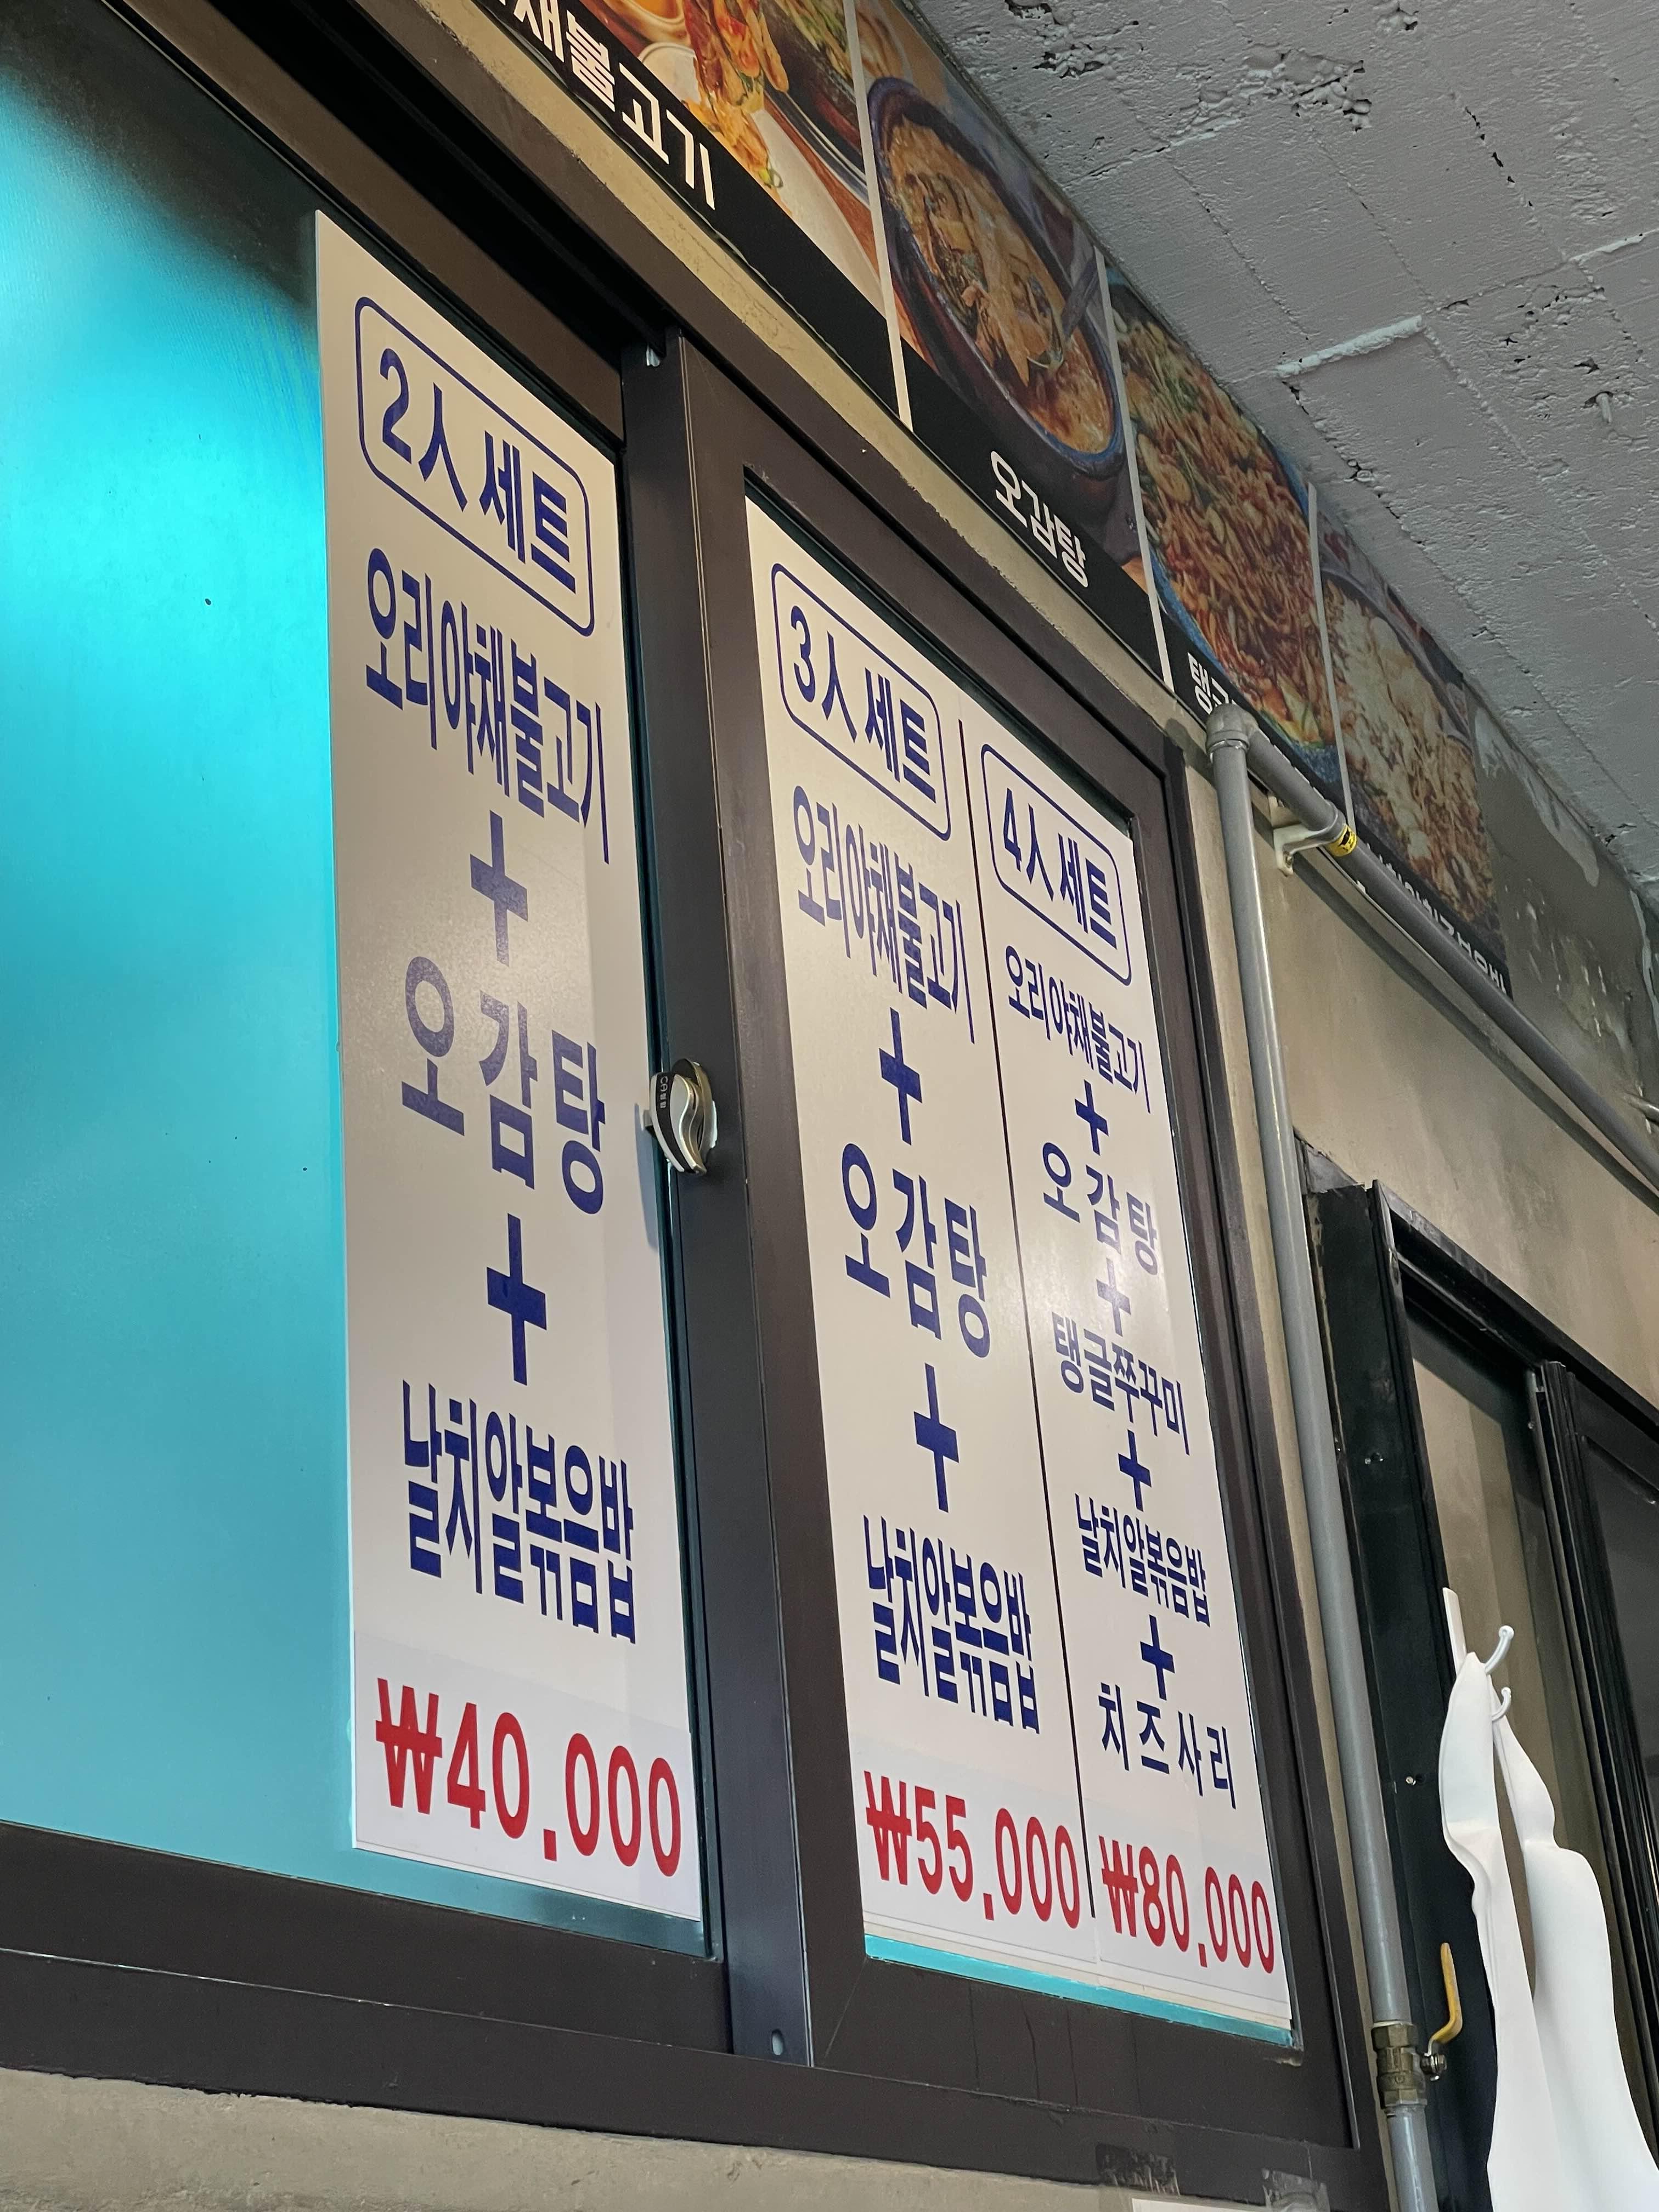 채불고기
오감탕
2人 세트
오리야채불고기
+
오감탕
+
날치알볶음밥
₩40,000
3人 세트
오리야채불고기
+
오감탕
+
날치알볶음밥
₩55,000
4人 세트
오리야채불고기
+
오감탕
+
탱글쭈꾸미
+
날치알볶음밥
+
치즈사리
₩80,000